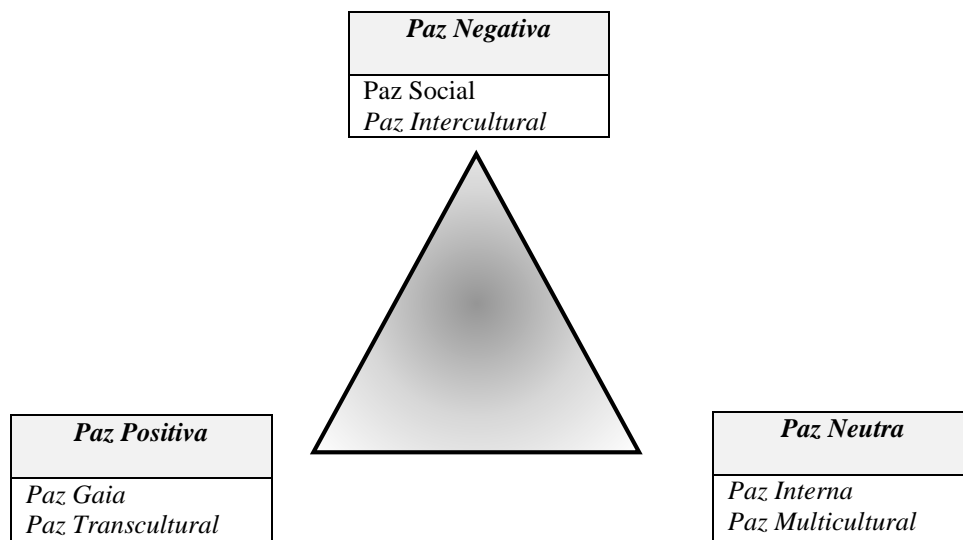 Paz Negativa
Paz Social
Paz Intercultural
Paz Positiva
Paz Gaia
Paz Transcultural
Paz Neutra
Paz Interna
Paz Multicultural